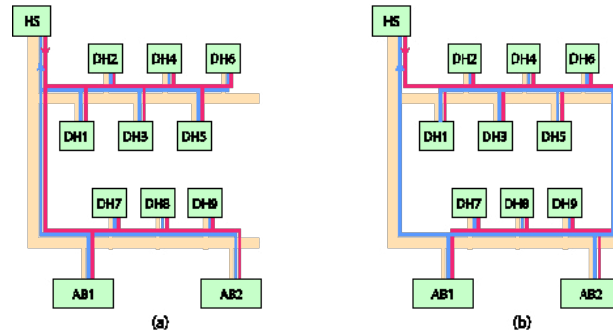 HS HS
DH2 DH4 DH6 DH2 DH4 DH6
DH1 DH3 DH5 DH1 DH3 DH5
DH7 DH8 DH9 DH7 DH8 DH9
AB1 AB2 AB1 AB2
(a) (b)